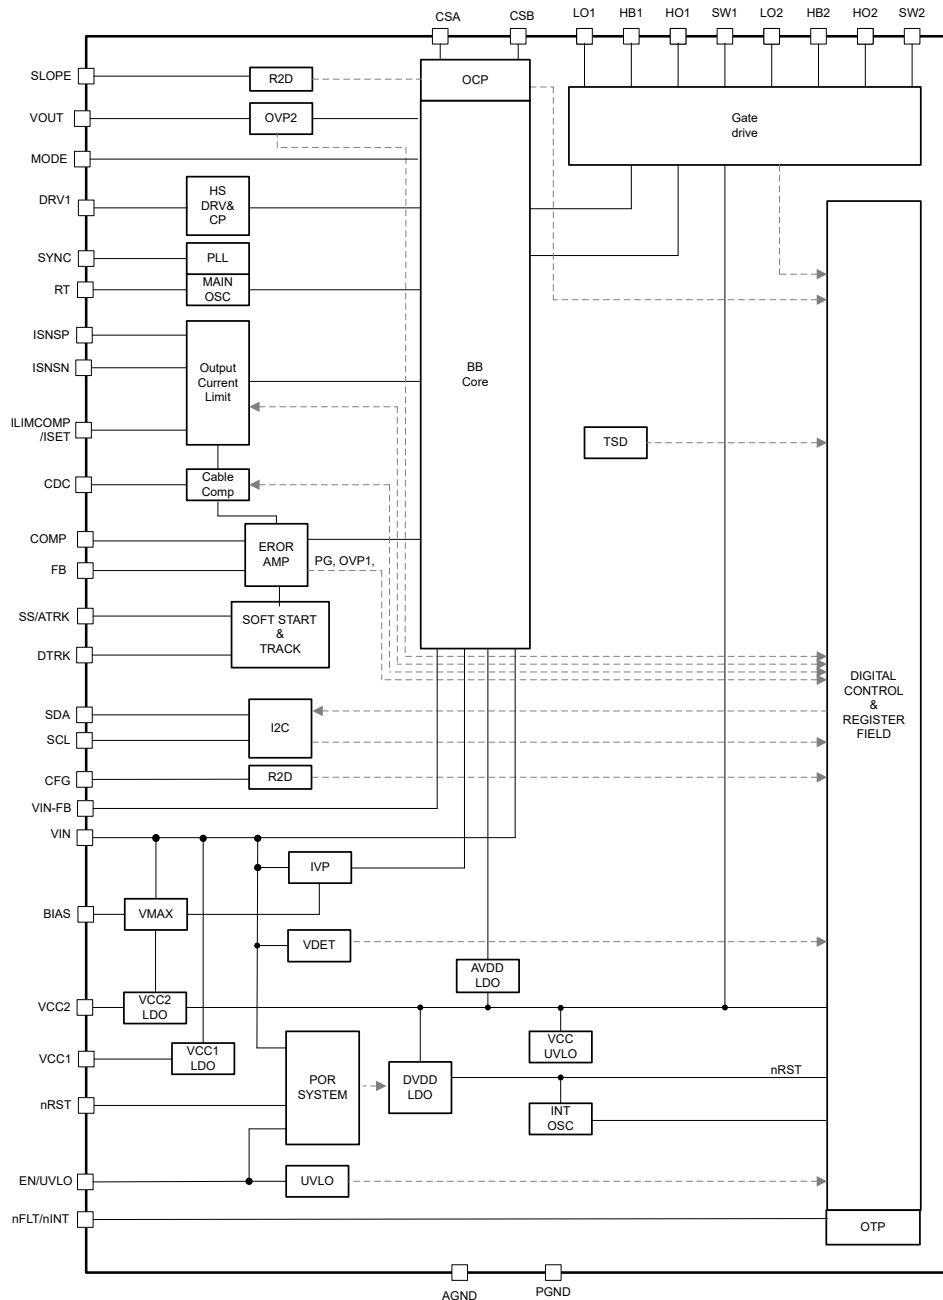 CSA
CSB
LO1
HB1
HO1
SW1
LO2
HB2
HO2
SW2
SLOPE
R2D
OCP
VOUT
OVP2
Gate
drive
MODE
DRV1
HS
DRV&
CP
SYNC
PLL
RT
MAIN
OSC
ISNSP
ISNSN
Output
Current
Limit
BB
Core
ILIMCOMP
/ISET
TSD
CDC
Cable
Comp
COMP
FB
EROR
AMP
PG, OVP1,
SS/ATRK
DTRK
SOFT START
&
TRACK
DIGITAL
CONTROL
&
REGISTER
FIELD
SDA
SCL
I2C
CFG
R2D
VIN-FB
VIN
IVP
BIAS
VMAX
VDET
AVDD
LDO
VCC2
VCC2
LDO
VCC
UVLO
VCC1
VCC1
LDO
POR
SYSTEM
DVDD
LDO
nRST
nRST
INT
OSC
EN/UVLO
UVLO
nFLT/nINT
OTP
AGND
PGND